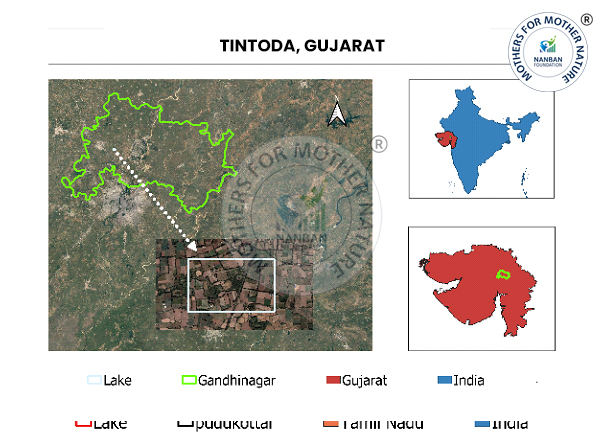 MOTHERS FOR MOTHER NATURE
NANBAN
FOUNDATION
®
TINTODA, GUJARAT
MOTHERS FOR MOTHER NATURE
NANBAN
®
Lake Gandhinagar Gujarat India
Lake pudukottai Tamil Nadu India